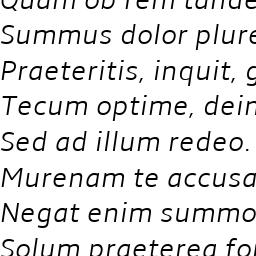 Quam ob rem tande
Summus dolor plure
Praeteritis, inquit, g
Tecum optime, dein
Sed ad illum redeo.
Murenam te accusa
Negat enim summo
Solum praeterea fo